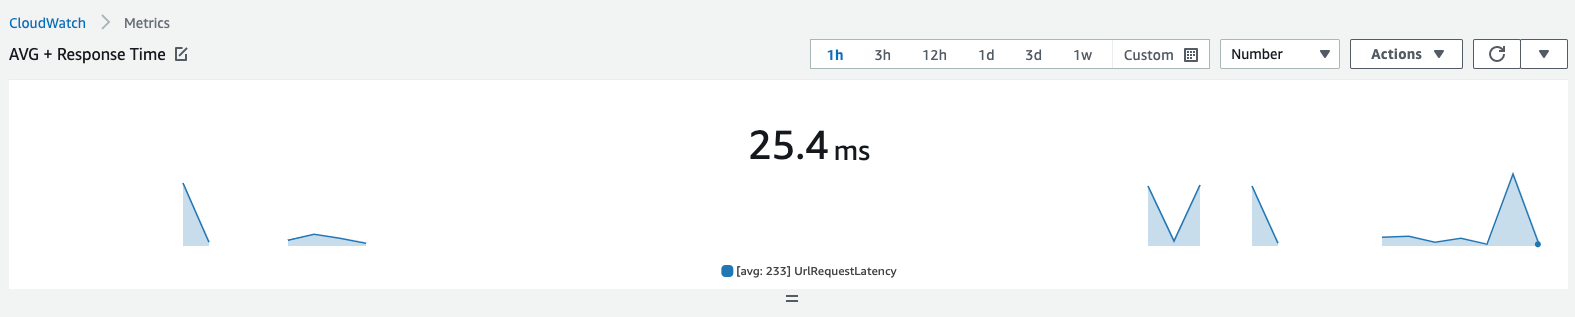 CloudWatch Metrics
AVG + Response Time
1h 3h 12h 1d 3d 1w Custom Number Actions
25.4 ms
[avg: 233] UrlRequestLatency